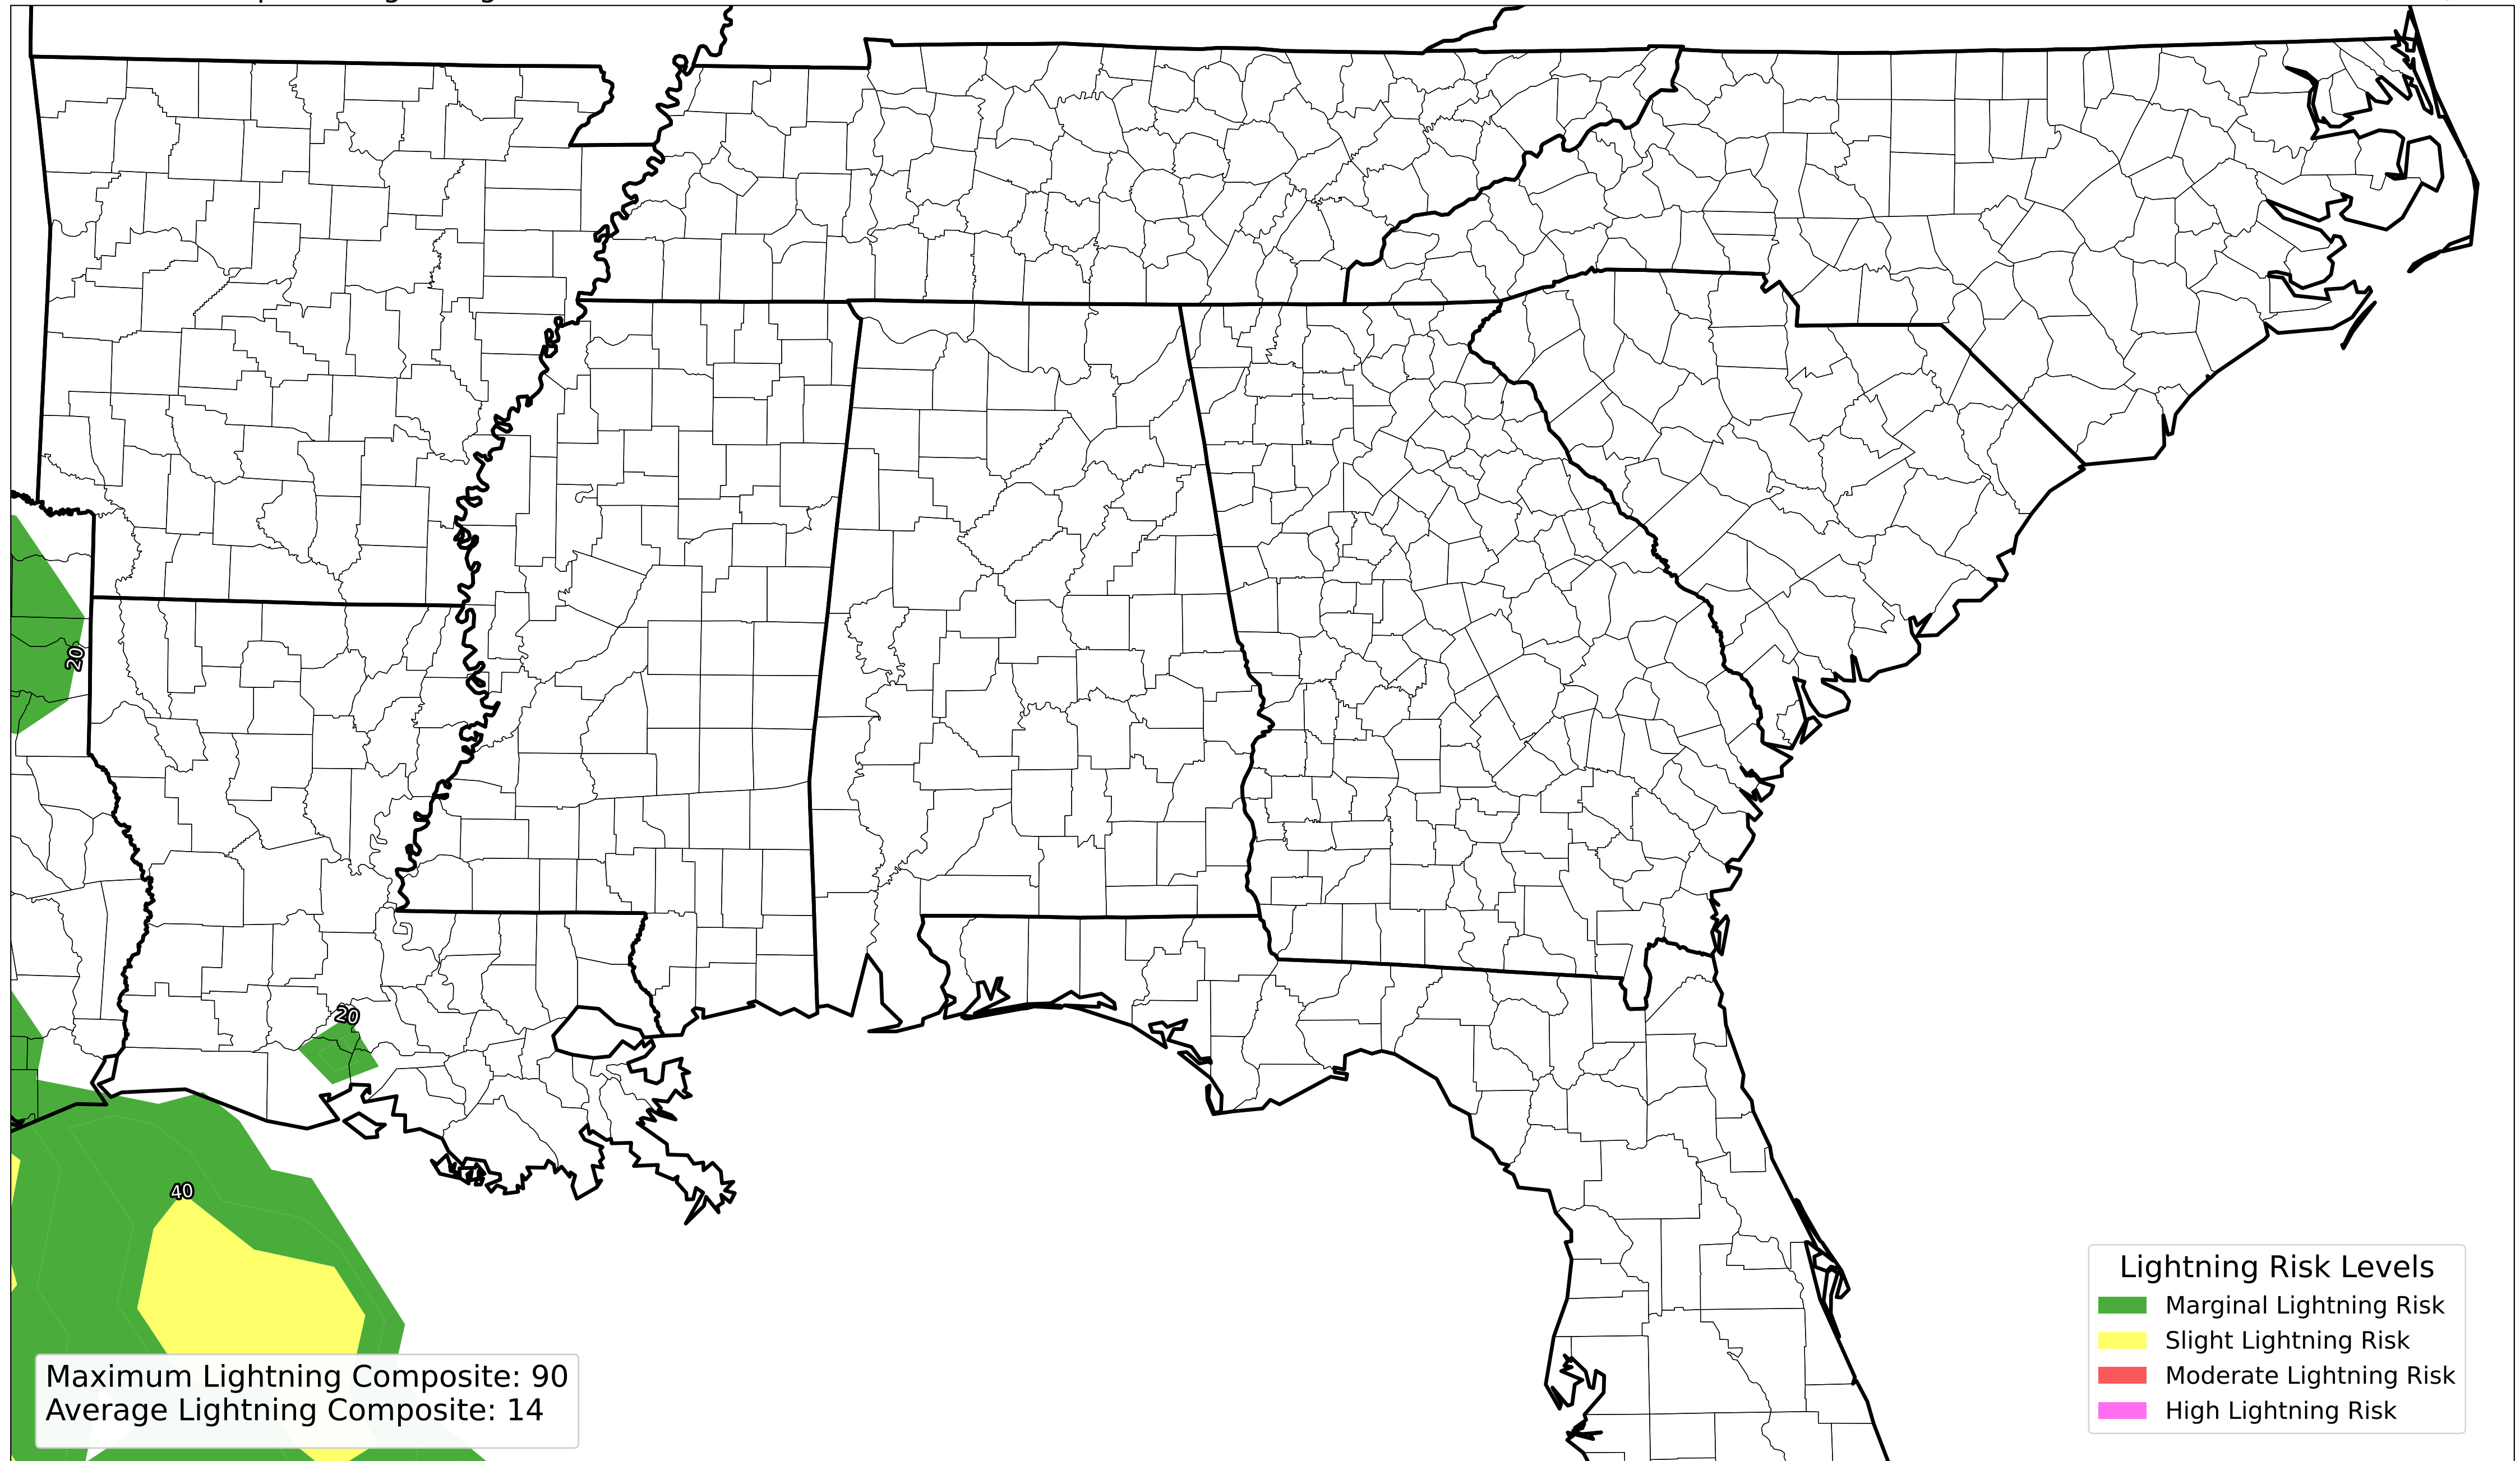 20
20
40
Maximum Lightning Composite: 90
Average Lightning Composite: 14
Lightning Risk Levels
Marginal Lightning Risk
Slight Lightning Risk
Moderate Lightning Risk
High Lightning Risk